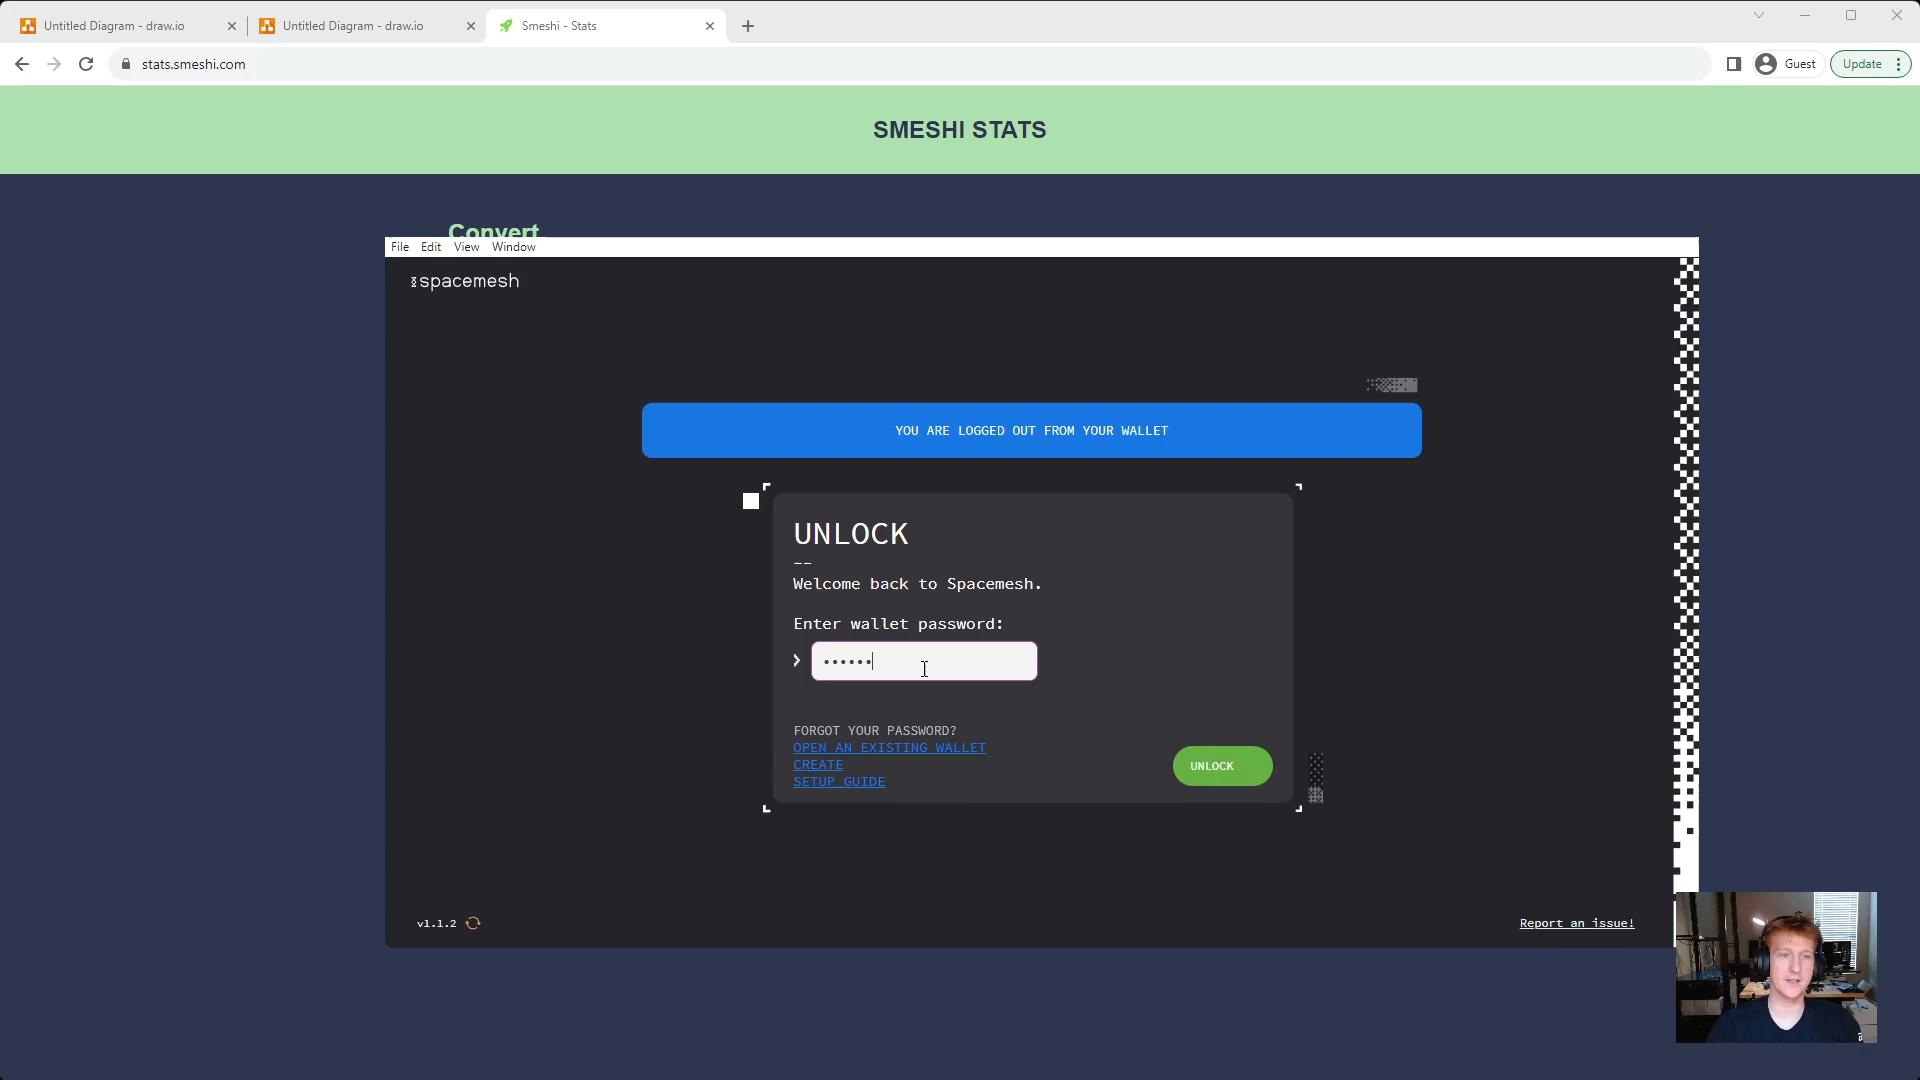 Untitled Diagram - draw.io
Untitled Diagram - draw.io
Smeshi - Stats
stats.smeshi.com
Guest
Update
SMESHI STATS
Convert
File Edit View Window
spacemesh
YOU ARE LOGGED OUT FROM YOUR WALLET
UNLOCK
--
Welcome back to Spacemesh.
Enter wallet password:
••••••
FORGOT YOUR PASSWORD?
OPEN AN EXISTING WALLET
CREATE
SETUP GUIDE
UNLOCK
v1.1.2
Report an issue!